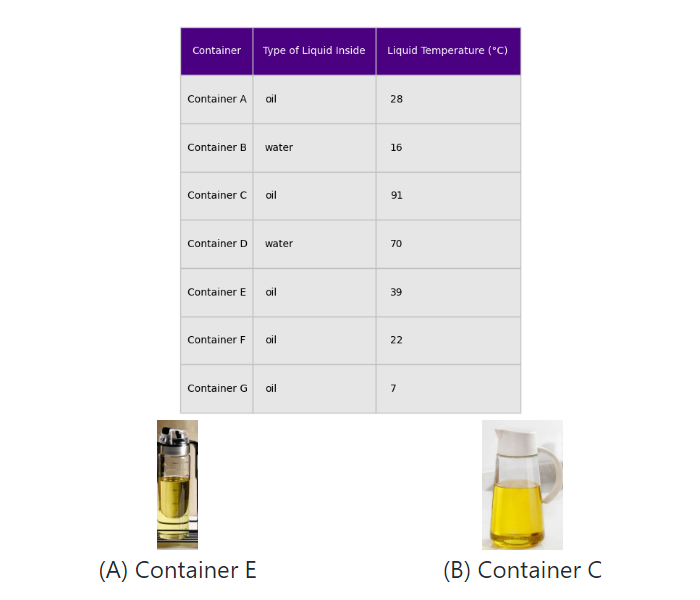 Container Type of Liquid Inside Liquid Temperature (°C)
Container A oil 28
Container B water 16
Container C oil 91
Container D water 70
Container E oil 39
Container F oil 22
Container G oil 7
(A) Container E
(B) Container C